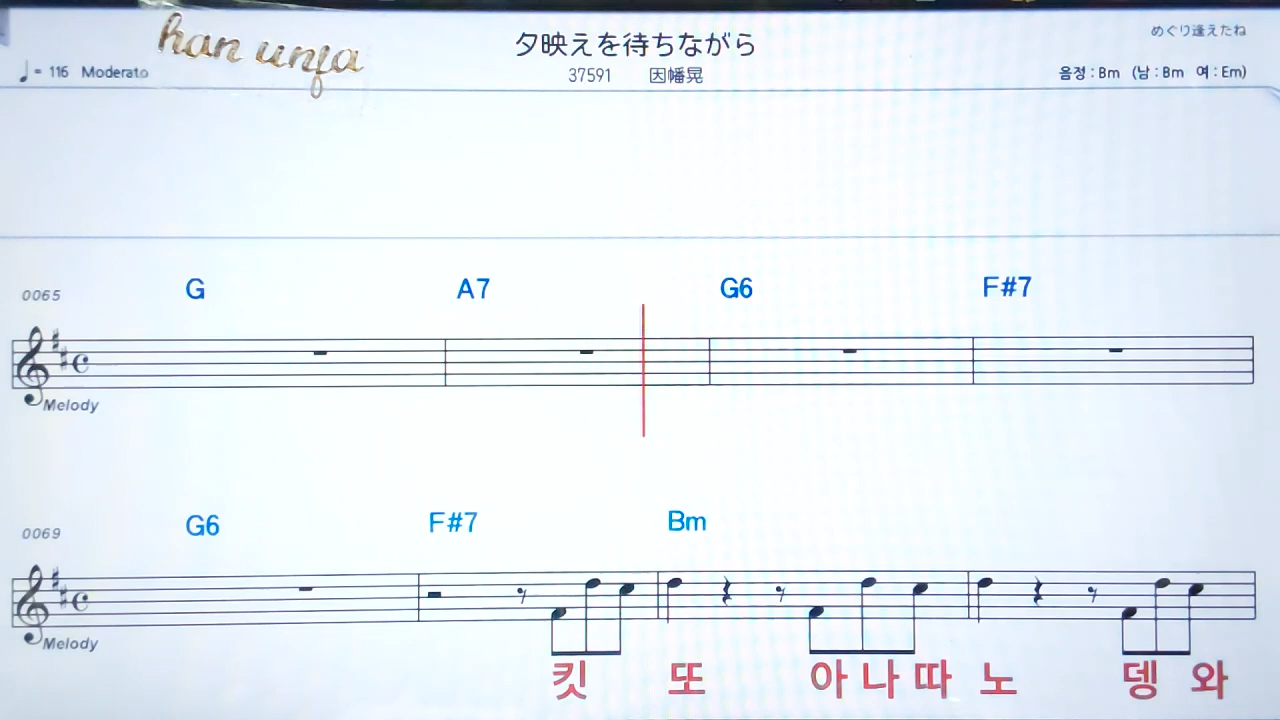 han unfa
夕映えを待ちながら
めぐり逢えたね
♩= 116 Moderato
37591 因幡晃
음정 : Bm (남 : Bm 여 : Em)
G A7 G6 F#7
0065
Melody
G6 F#7 Bm
0069
Melody
킷 또 아 나 따 노 뎅 와